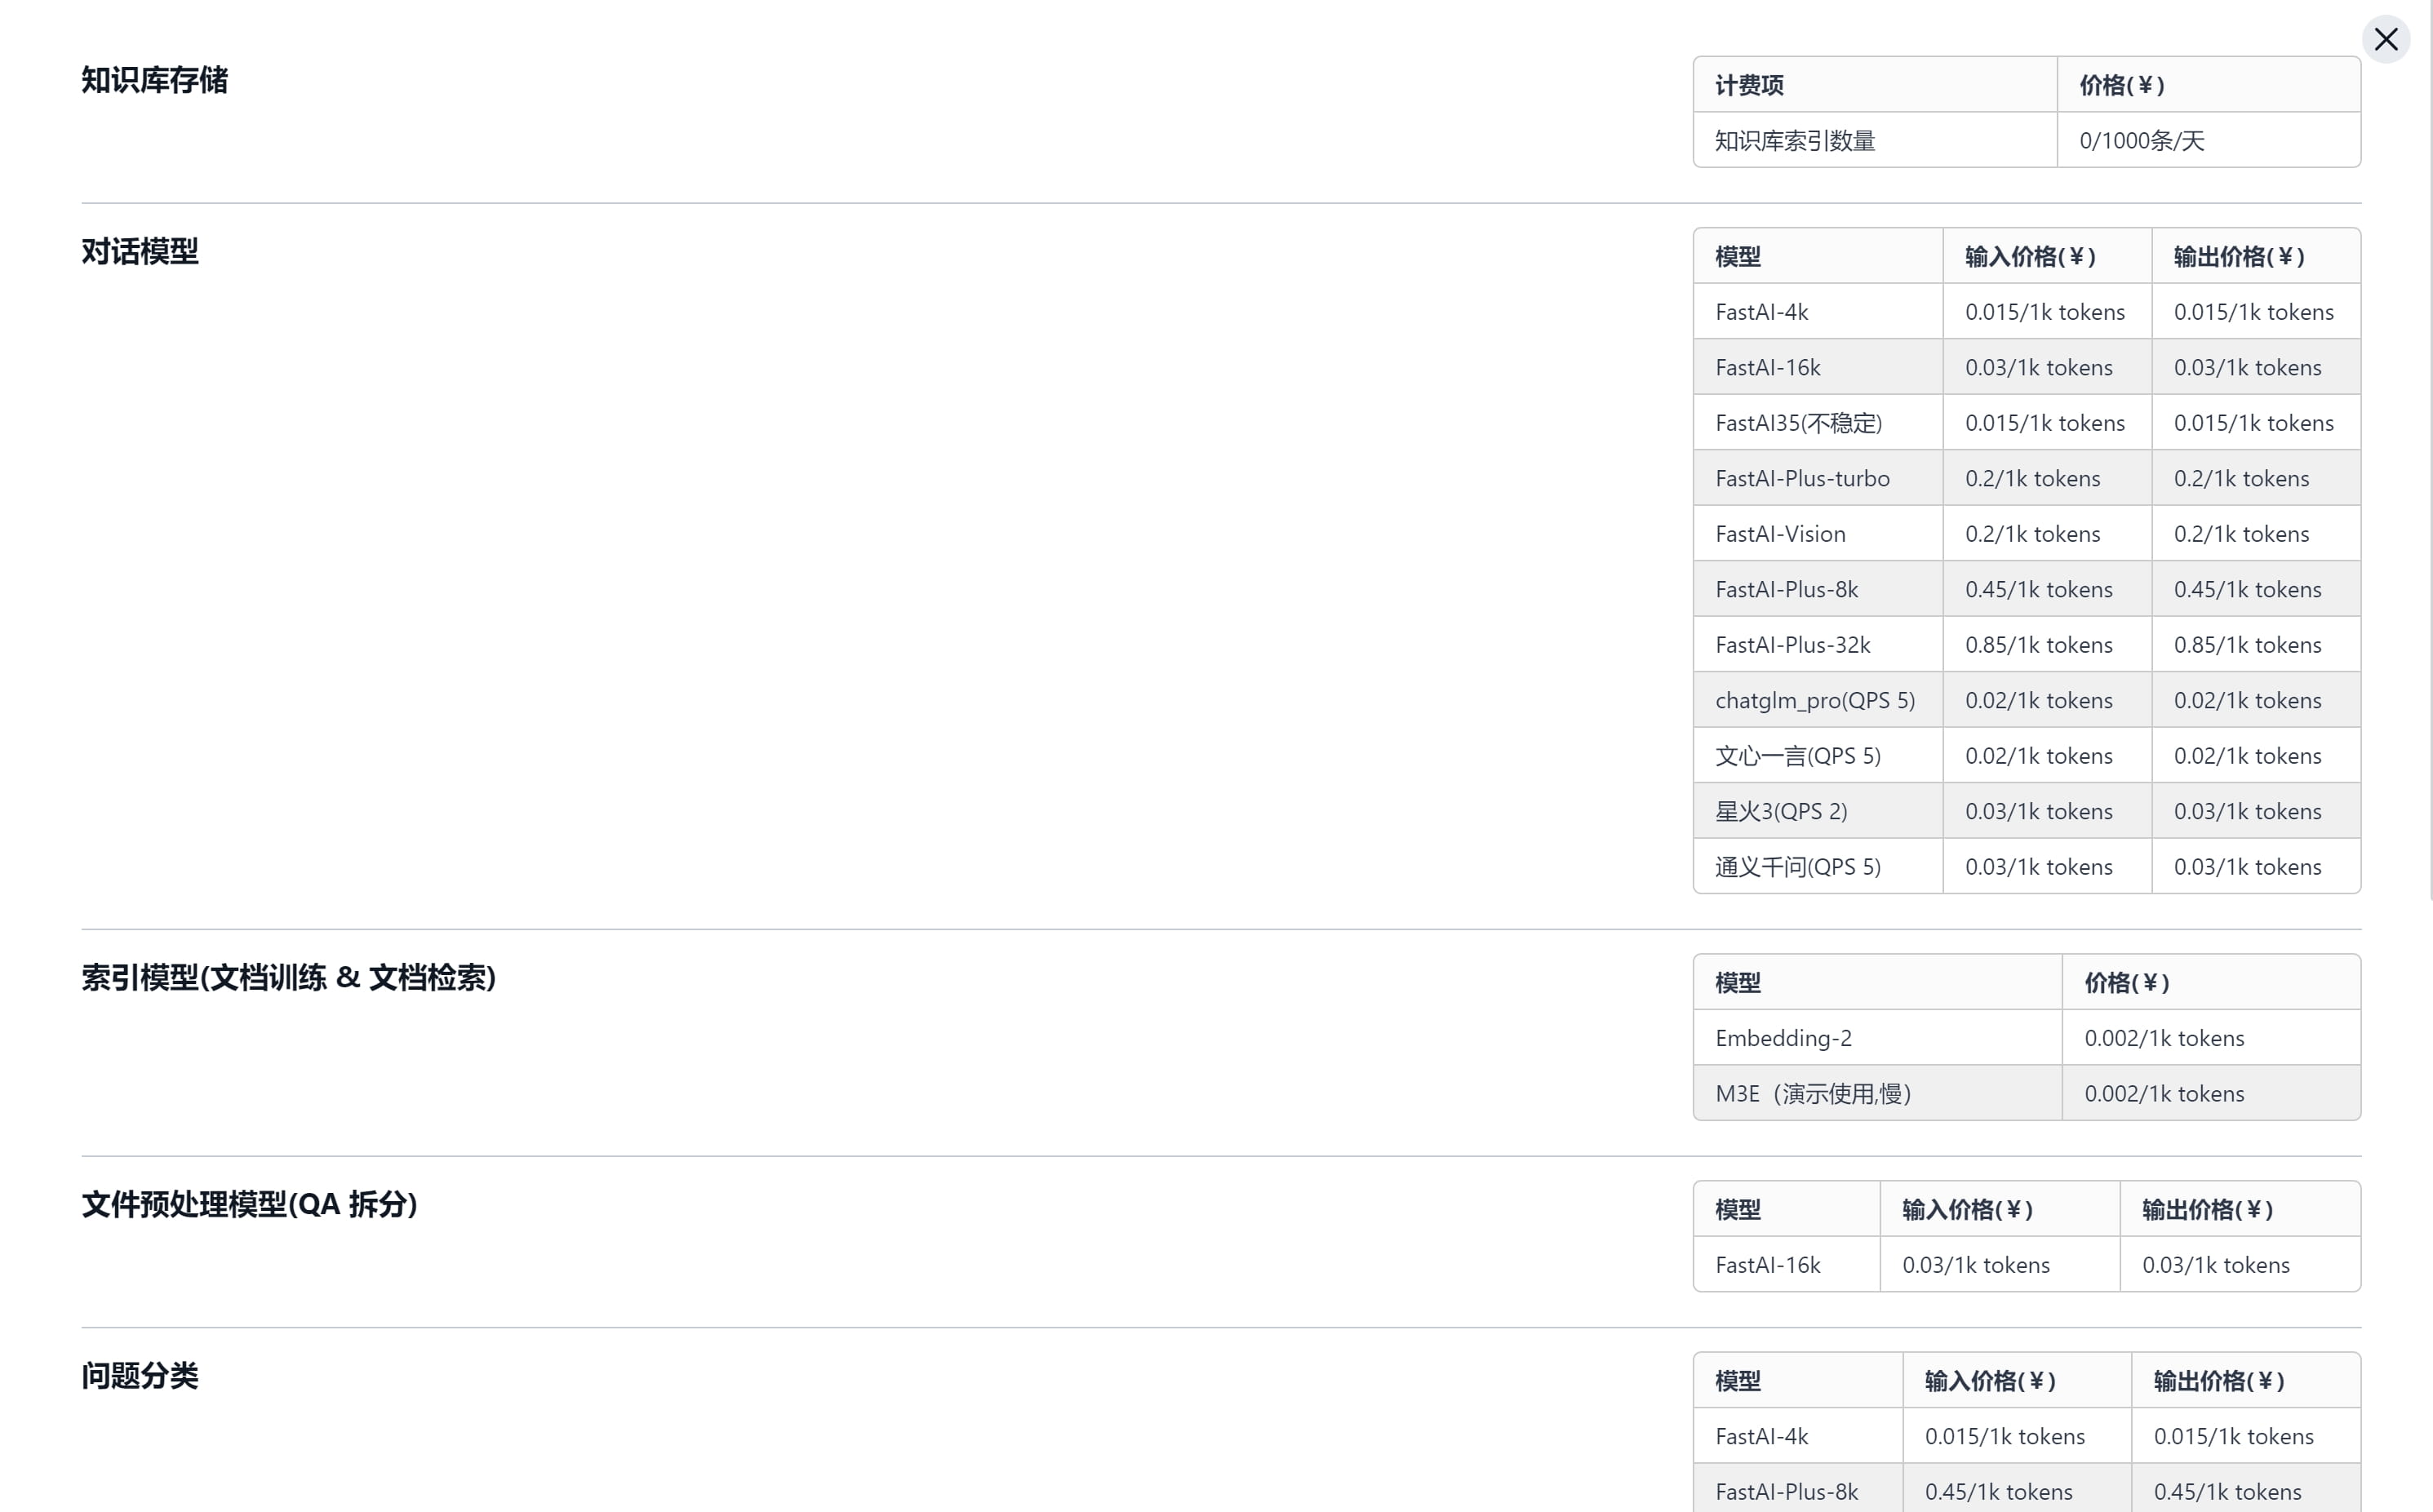 知识库存储
计费项 价格(¥)
知识库索引数量 0/1000条/天
对话模型
模型 输入价格(¥) 输出价格(¥)
FastAI-4k 0.015/1k tokens 0.015/1k tokens
FastAI-16k 0.03/1k tokens 0.03/1k tokens
FastAI35(不稳定) 0.015/1k tokens 0.015/1k tokens
FastAI-Plus-turbo 0.2/1k tokens 0.2/1k tokens
FastAI-Vision 0.2/1k tokens 0.2/1k tokens
FastAI-Plus-8k 0.45/1k tokens 0.45/1k tokens
FastAI-Plus-32k 0.85/1k tokens 0.85/1k tokens
chatglm_pro(QPS 5) 0.02/1k tokens 0.02/1k tokens
文心一言(QPS 5) 0.02/1k tokens 0.02/1k tokens
星火3(QPS 2) 0.03/1k tokens 0.03/1k tokens
通义千问(QPS 5) 0.03/1k tokens 0.03/1k tokens
索引模型(文档训练 & 文档检索)
模型 价格(¥)
Embedding-2 0.002/1k tokens
M3E（演示使用,慢） 0.002/1k tokens
文件预处理模型(QA 拆分)
模型 输入价格(¥) 输出价格(¥)
FastAI-16k 0.03/1k tokens 0.03/1k tokens
问题分类
模型 输入价格(¥) 输出价格(¥)
FastAI-4k 0.015/1k tokens 0.015/1k tokens
FastAI-Plus-8k 0.45/1k tokens 0.45/1k tokens